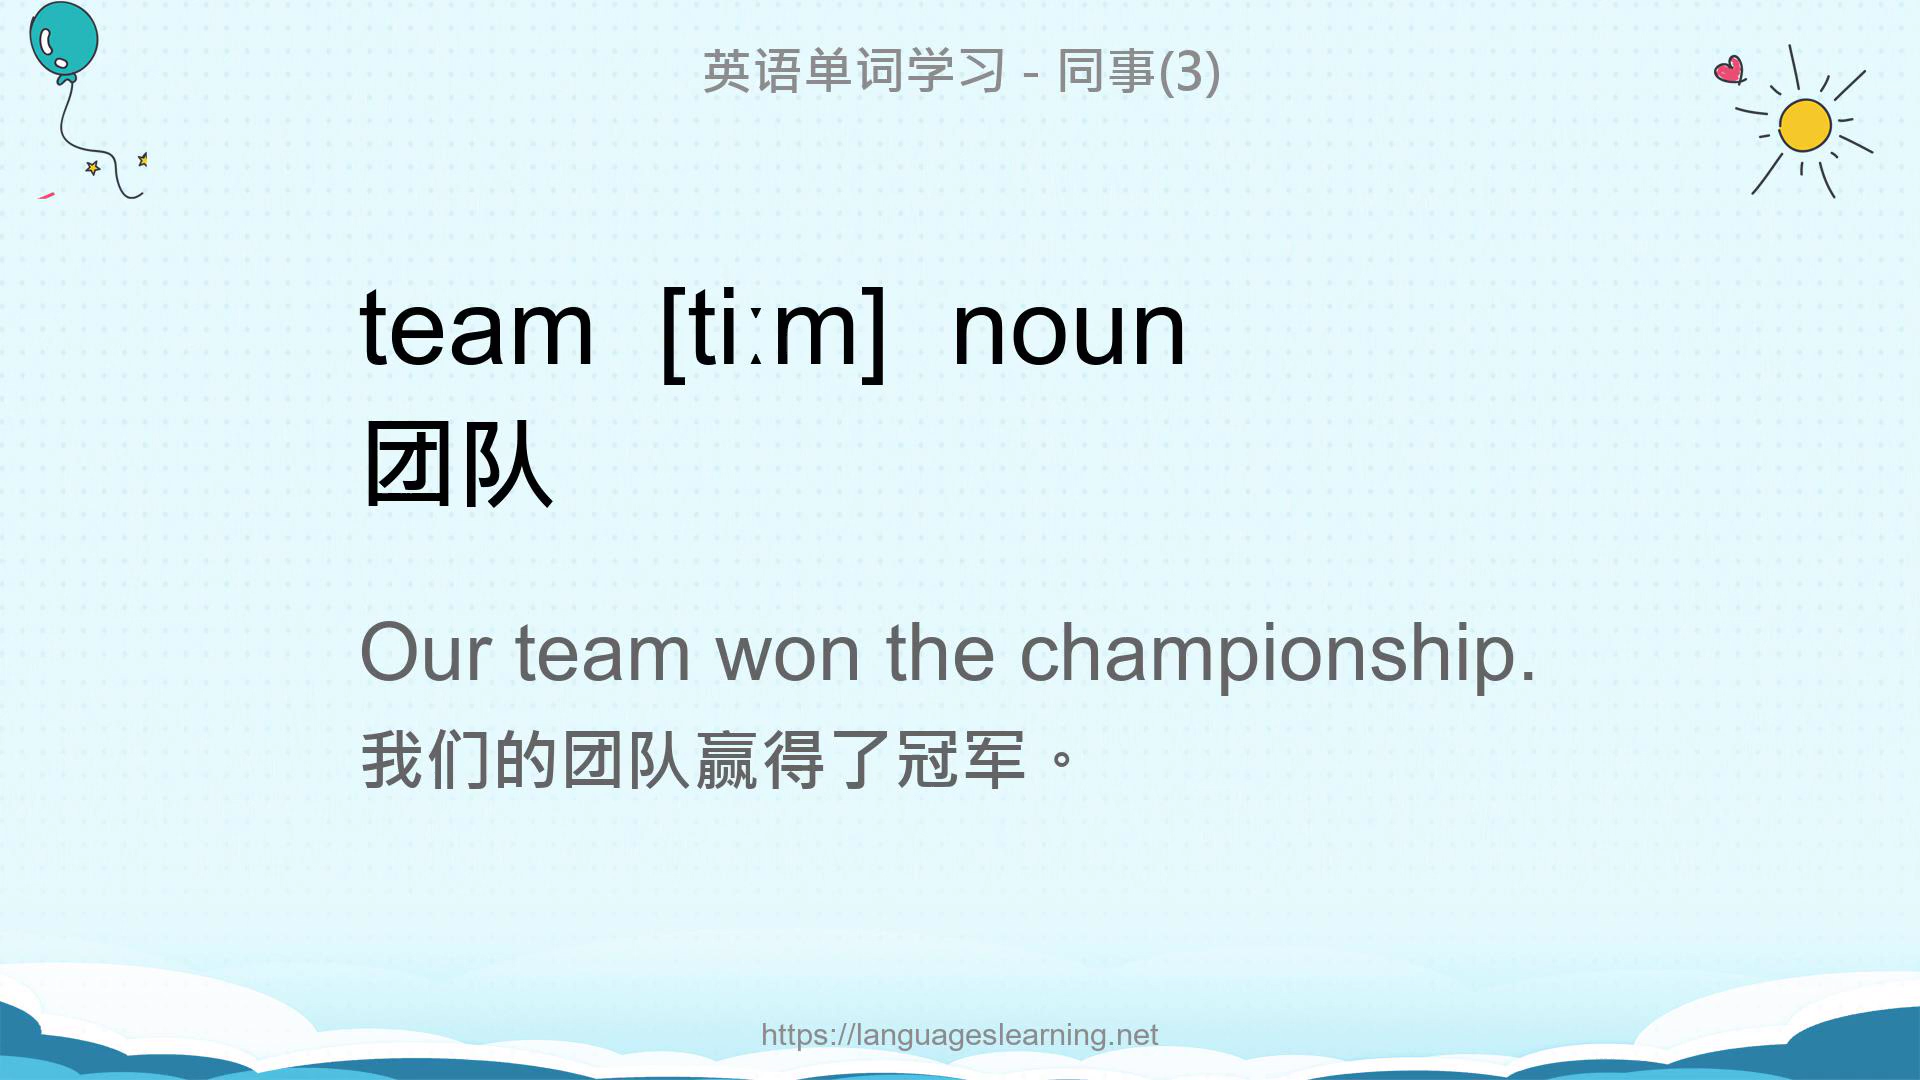 英语单词学习 - 同事(3)
team [tiːm] noun
团队
Our team won the championship.
我们的团队赢得了冠军。
https://languageslearning.net